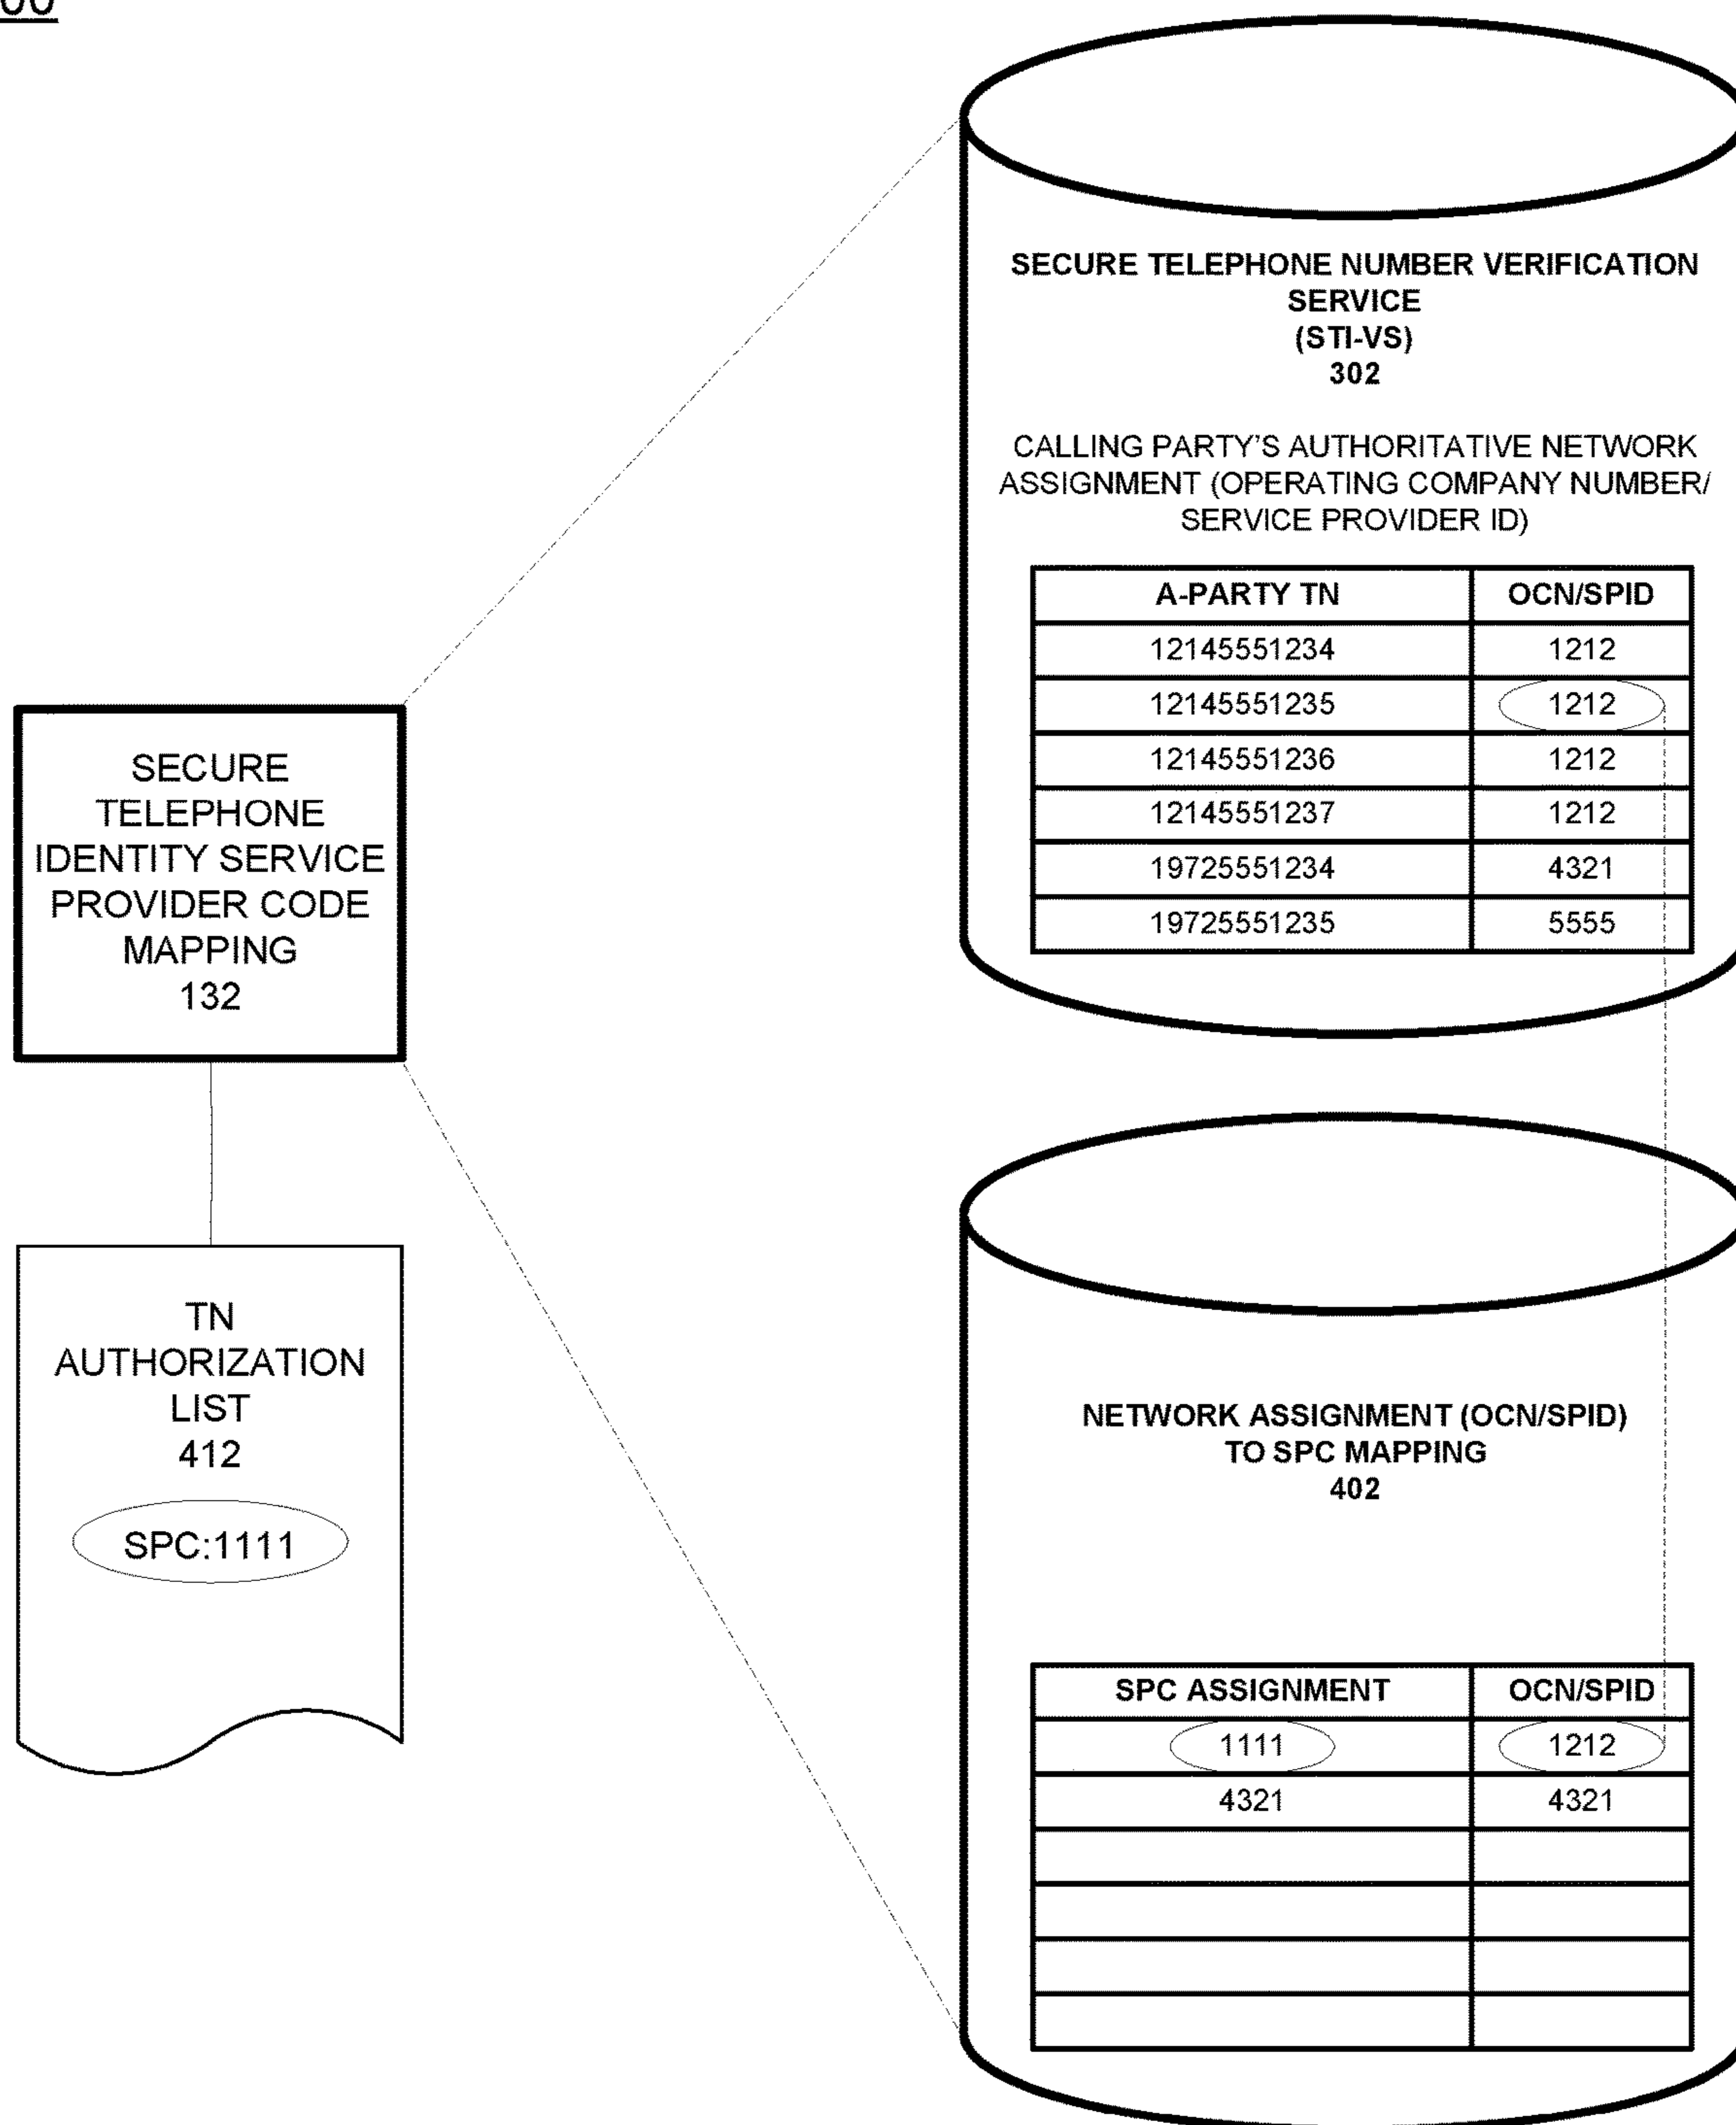 SECURE TELEPHONE NUMBER VERIFICATION
SERVICE
(STI-VS)
302
CALLING PARTY'S AUTHORITATIVE NETWORK
ASSIGNMENT (OPERATING COMPANY NUMBER/
SERVICE PROVIDER ID)
A-PARTY TN OCN/SPID
12145551234 1212
12145551235 1212
12145551236 1212
12145551237 1212
19725551234 4321
19725551235 5555
SECURE
TELEPHONE
IDENTITY SERVICE
PROVIDER CODE
MAPPING
132
TN
AUTHORIZATION
LIST
412
SPC:1111
NETWORK ASSIGNMENT (OCN/SPID)
TO SPC MAPPING
402
SPC ASSIGNMENT OCN/SPID
1111 1212
4321 4321